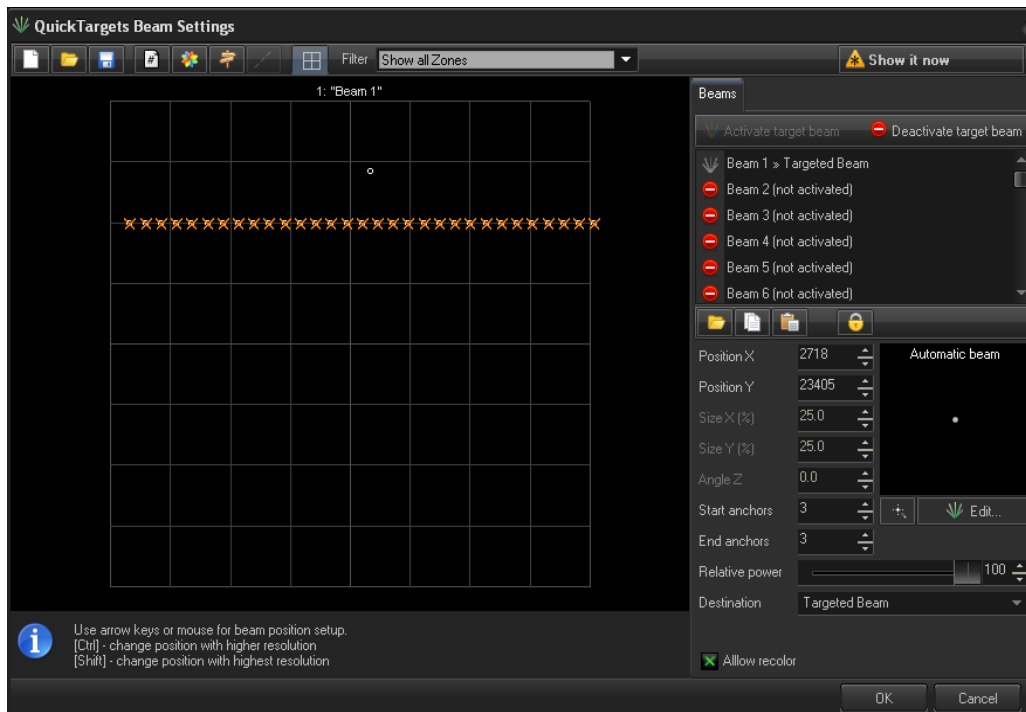 QuickTargets Beam Settings
Filter Show all Zones
Show it now
1: "Beam 1"
Beams
Activate target beam Deactivate target beam
Beam 1 » Targeted Beam
Beam 2 (not activated)
Beam 3 (not activated)
Beam 4 (not activated)
Beam 5 (not activated)
Beam 6 (not activated)
Position X 2718
Automatic beam
Position Y 23405
Size X (%) 25.0
Size Y (%) 25.0
Angle Z 0.0
Start anchors 3
Edit...
End anchors 3
Relative power 100
Destination Targeted Beam
Use arrow keys or mouse for beam position setup.
[Ctrl] - change position with higher resolution
[Shift] - change position with highest resolution
Alllow recolor
OK Cancel